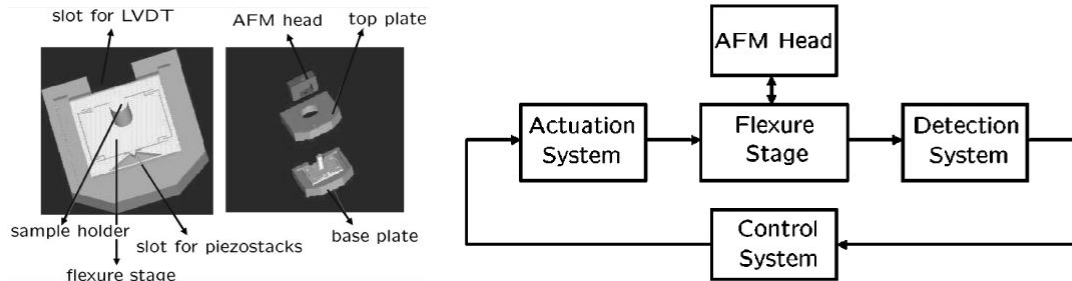 slot for LVDT
AFM head
top plate
sample holder
slot for piezostacks
flexure stage
base plate
AFM Head
Actuation
System
Flexure
Stage
Detection
System
Control
System